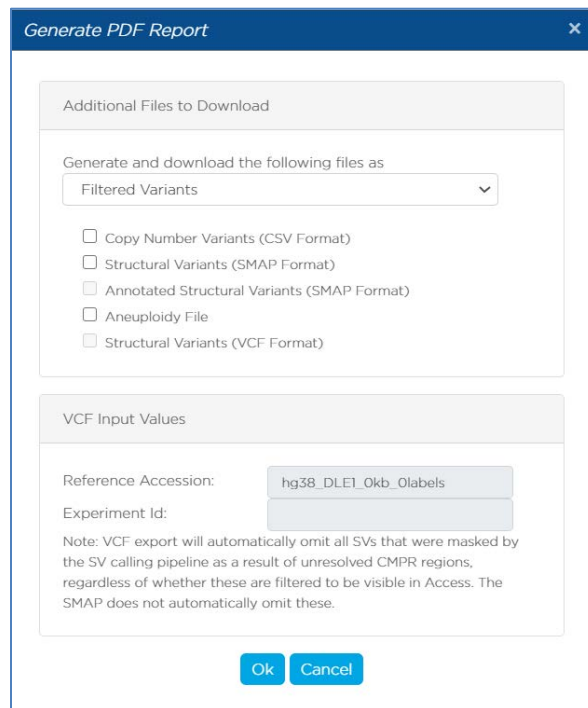 Generate PDF Report
×
Additional Files to Download
Generate and download the following files as
Filtered Variants
Copy Number Variants (CSV Format)
Structural Variants (SMAP Format)
Annotated Structural Variants (SMAP Format)
Aneuploidy File
Structural Variants (VCF Format)
VCF Input Values
Reference Accession: hg38_DLE1_0kb_0labels
Experiment Id:
Note: VCF export will automatically omit all SVs that were masked by
the SV calling pipeline as a result of unresolved CMPR regions,
regardless of whether these are filtered to be visible in Access. The
SMAP does not automatically omit these.
Ok Cancel